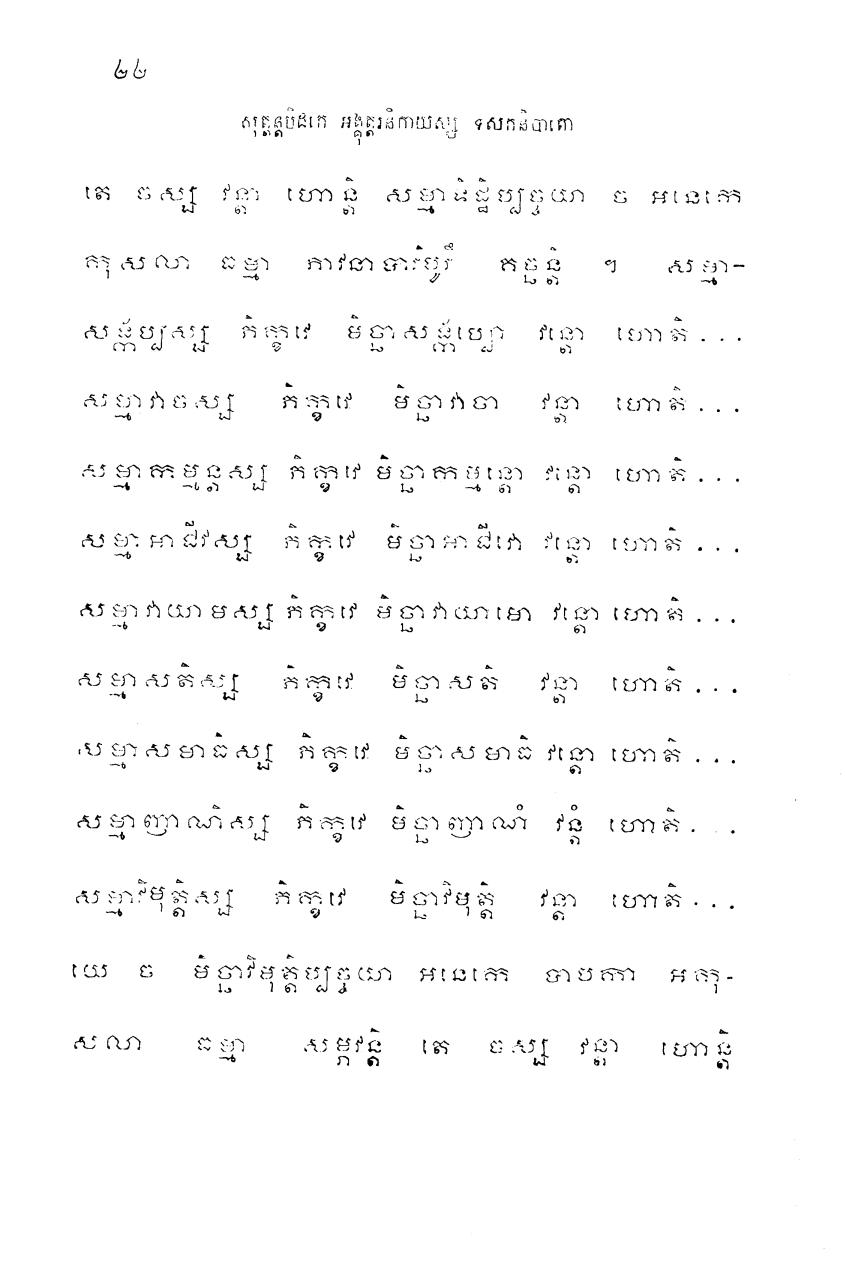 ២២
សុត្តន្តបិដកេ អង្គុត្តរនិកាយស្ស ទសកនិបាតោ
តេ ចស្ស វន្តា ហោន្តិ សម្មាទិដ្ឋិប្បច្ចយា ច អនេកេ
កុសលា ធម្មា ភាវនាបារិបូរឹ គច្ឆន្តិ ។ សម្មា-
សង្កប្បស្ស ភិក្ខវេ មិច្ឆាសង្កប្បោ វន្តោ ហោតិ...
សម្មាវាចស្ស ភិក្ខវេ មិច្ឆាវាចា វន្តា ហោតិ...
សម្មាកម្មន្តស្ស ភិក្ខវេ មិច្ឆាកម្មន្តោ វន្តោ ហោតិ...
សម្មាអាជីវស្ស ភិក្ខវេ មិច្ឆាអាជីវោ វន្តោ ហោតិ...
សម្មាវាយាមស្ស ភិក្ខវេ មិច្ឆាវាយាមោ វន្តោ ហោតិ...
សម្មាសតិស្ស ភិក្ខវេ មិច្ឆាសតិ វន្តា ហោតិ...
សម្មាសមាធិស្ស ភិក្ខវេ មិច្ឆាសមាធិ វន្តោ ហោតិ...
សម្មាញាណិស្ស ភិក្ខវេ មិច្ឆាញាណំ វន្តំ ហោតិ...
សម្មាវិមុត្តិស្ស ភិក្ខវេ មិច្ឆាវិមុត្តិ វន្តា ហោតិ...
យេ ច មិច្ឆាវិមុត្តិប្បច្ចយា អនេកេ បាបកា អកុ-
សលា ធម្មា សម្ភវន្តិ តេ ចស្ស វន្តា ហោន្តិ